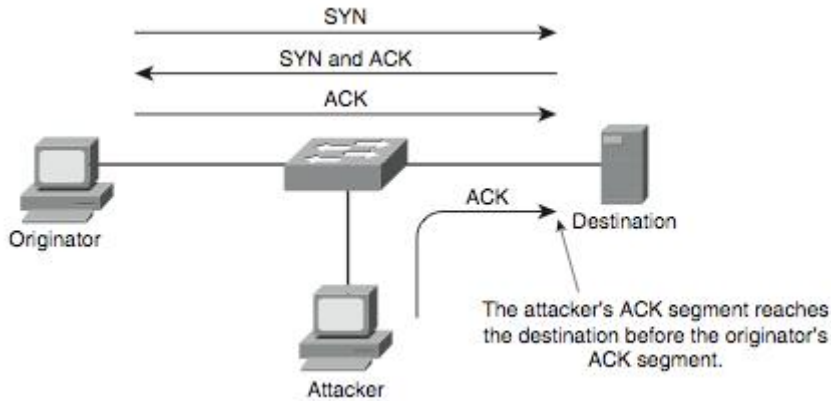 SYN
SYN and ACK
ACK
ACK
Originator
Destination
The attacker's ACK segment reaches
the destination before the originator's
ACK segment.
Attacker